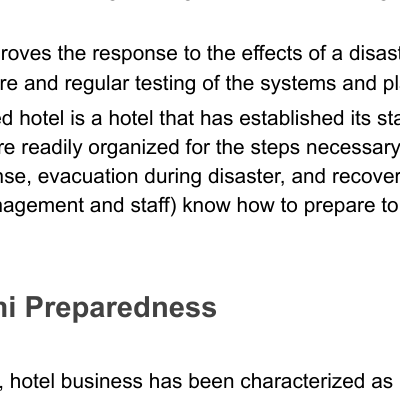 roves the response to the effects of a disast
re and regular testing of the systems and pl
d hotel is a hotel that has established its sta
re readily organized for the steps necessary
nse, evacuation during disaster, and recover
nagement and staff) know how to prepare to
ni Preparedness
, hotel business has been characterized as